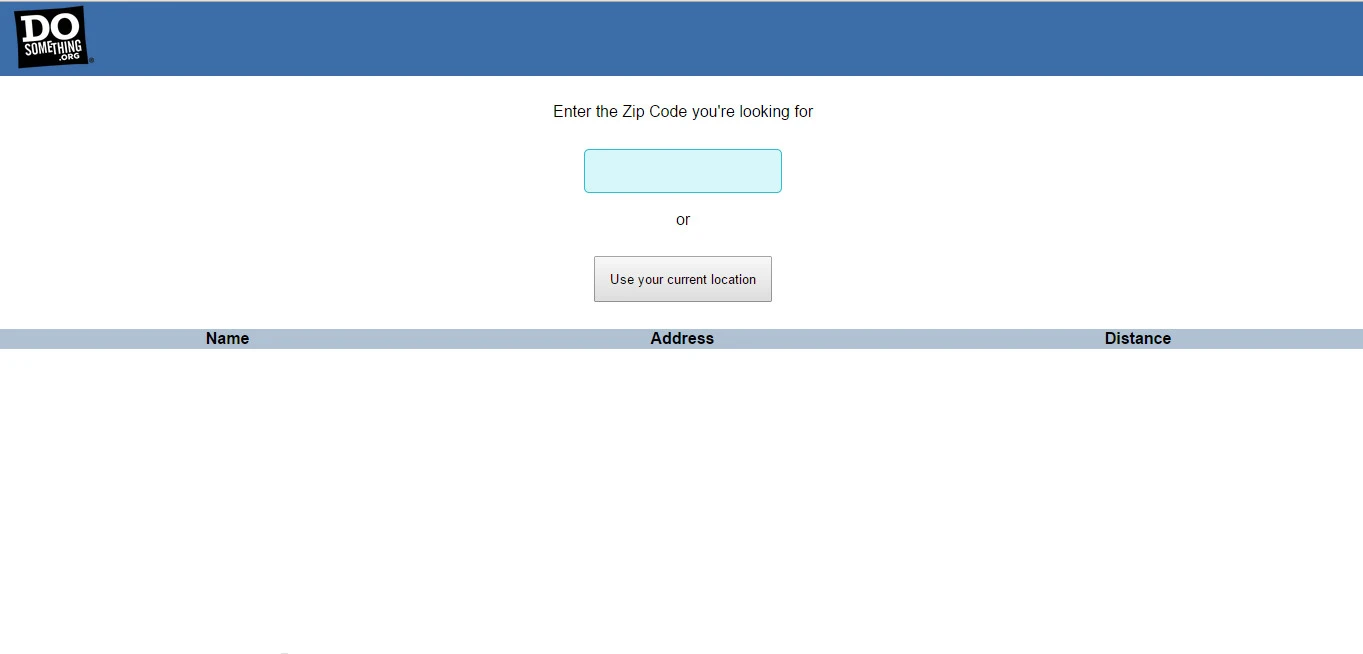 DO
SOMETHING
.ORG
Enter the Zip Code you're looking for
or
Use your current location
Name Address Distance